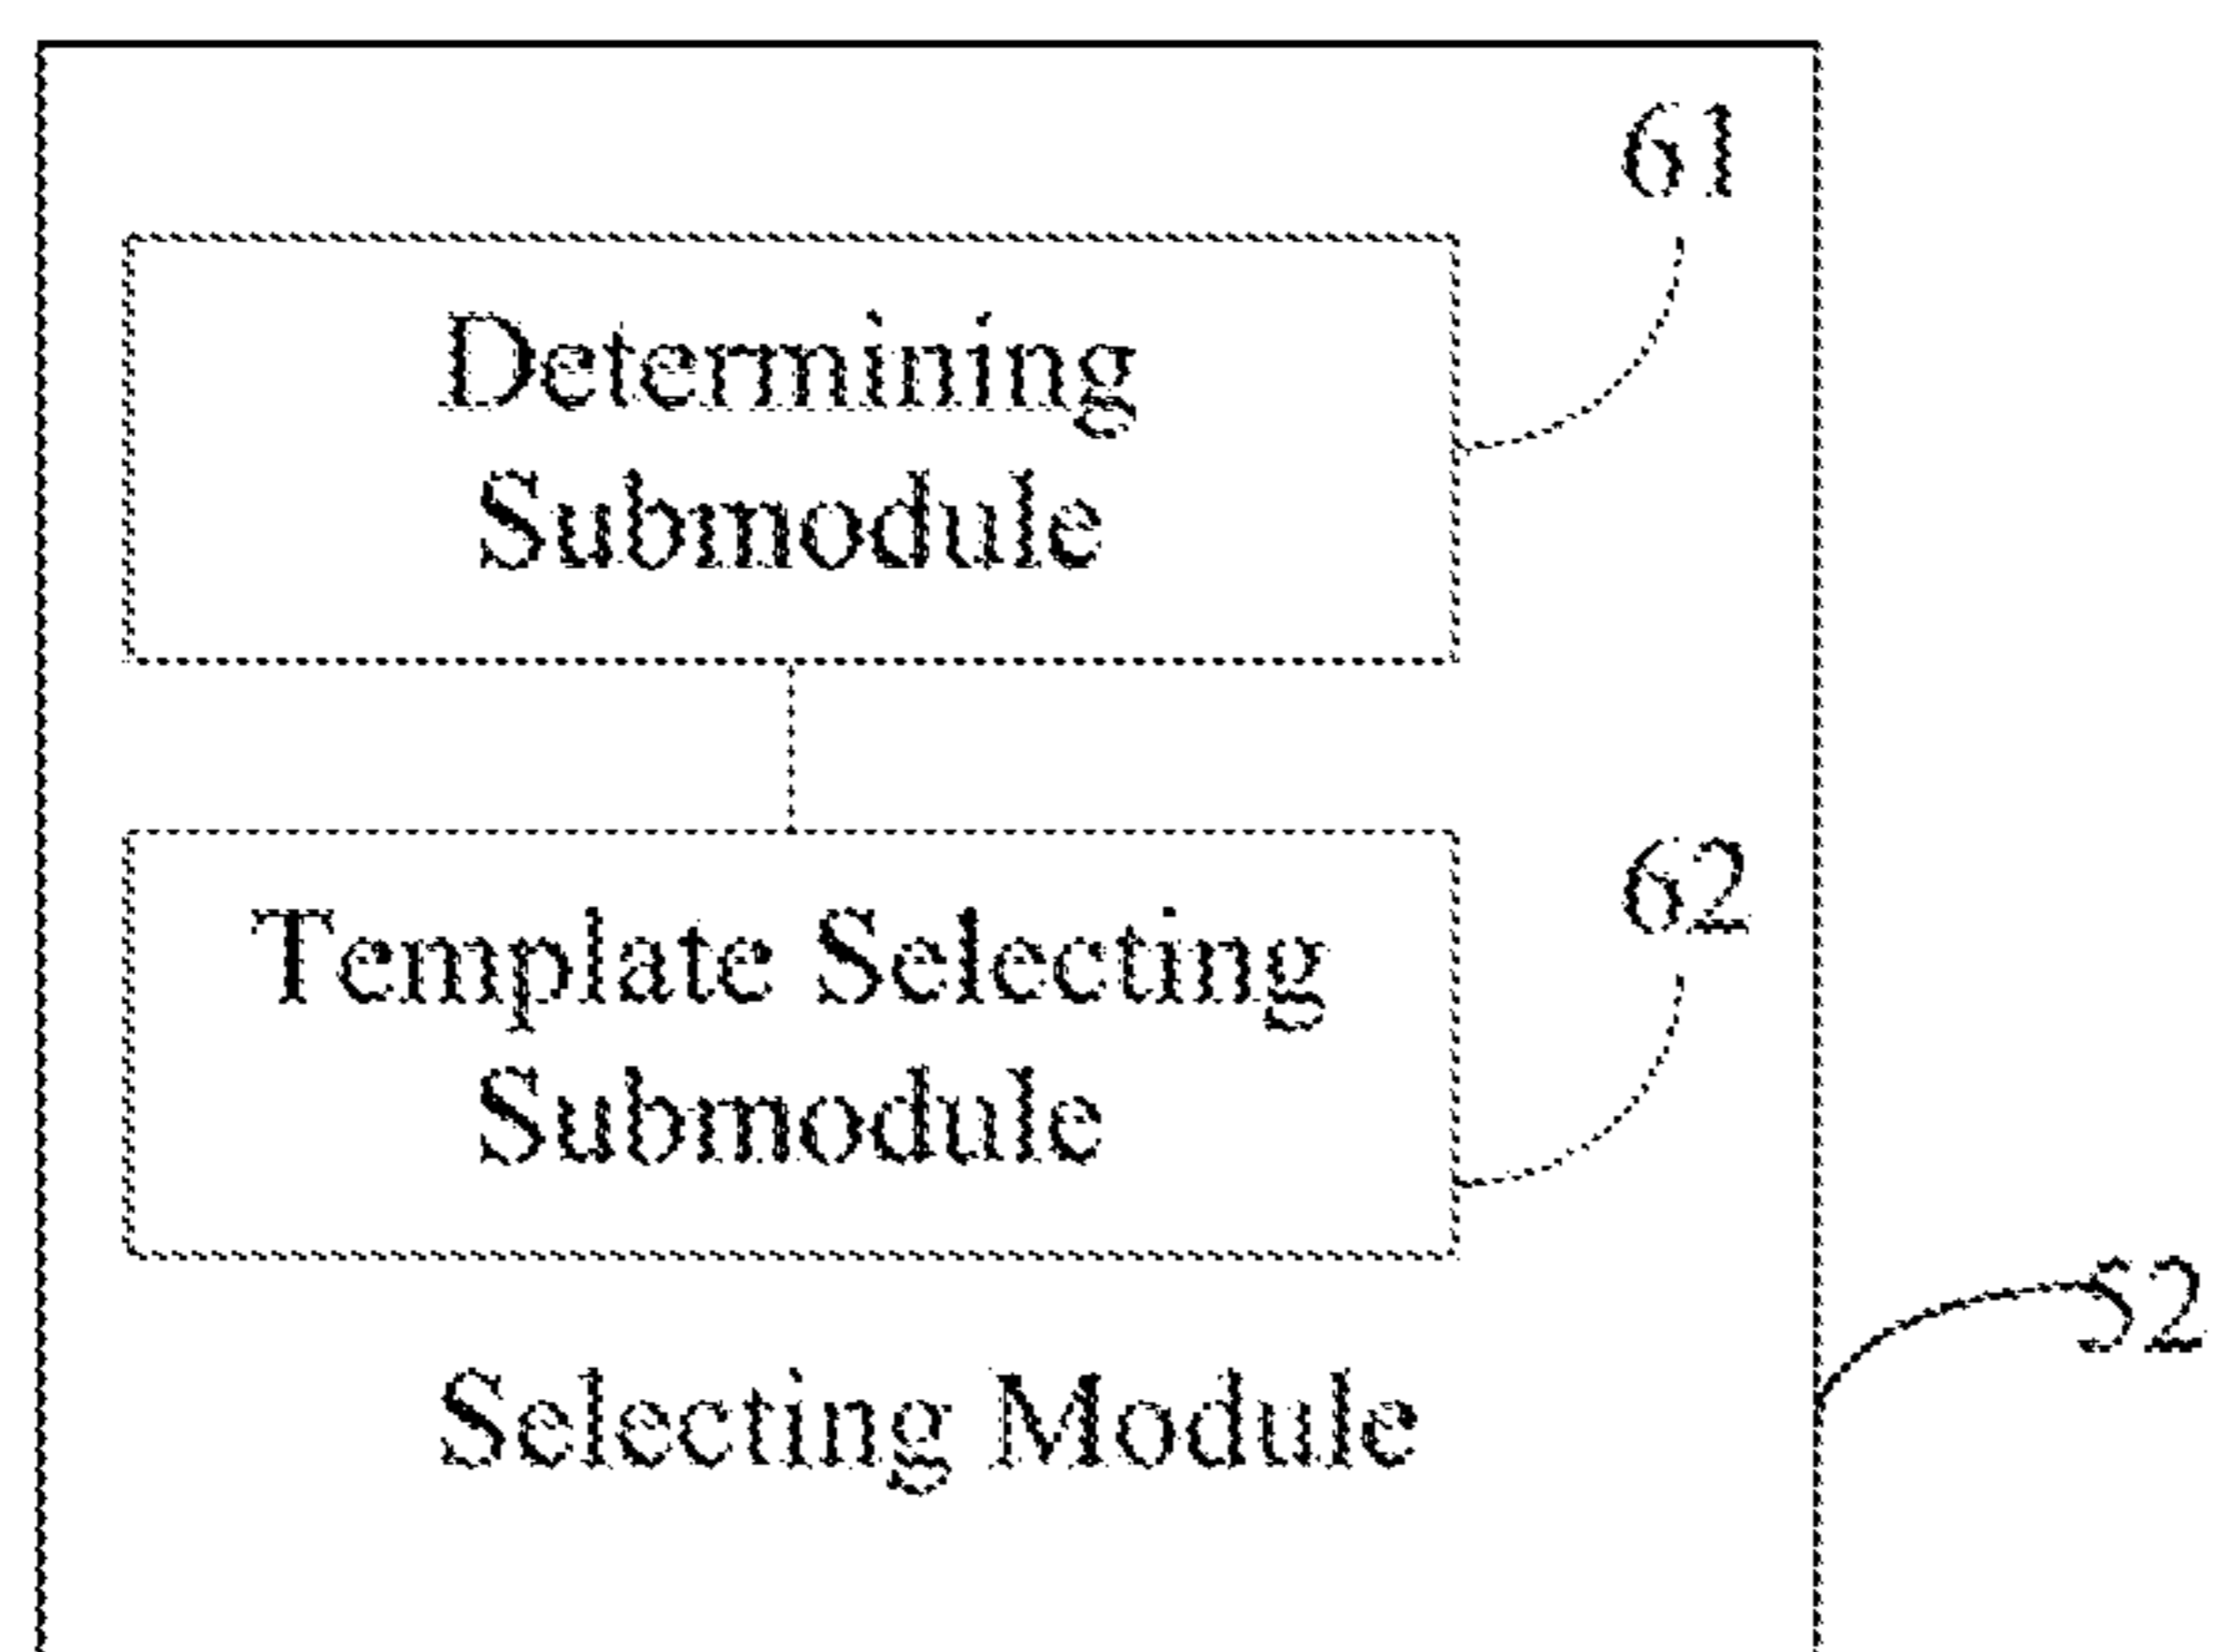 61
Determining
Submodule
62
Template Selecting
Submodule
52
Selecting Module